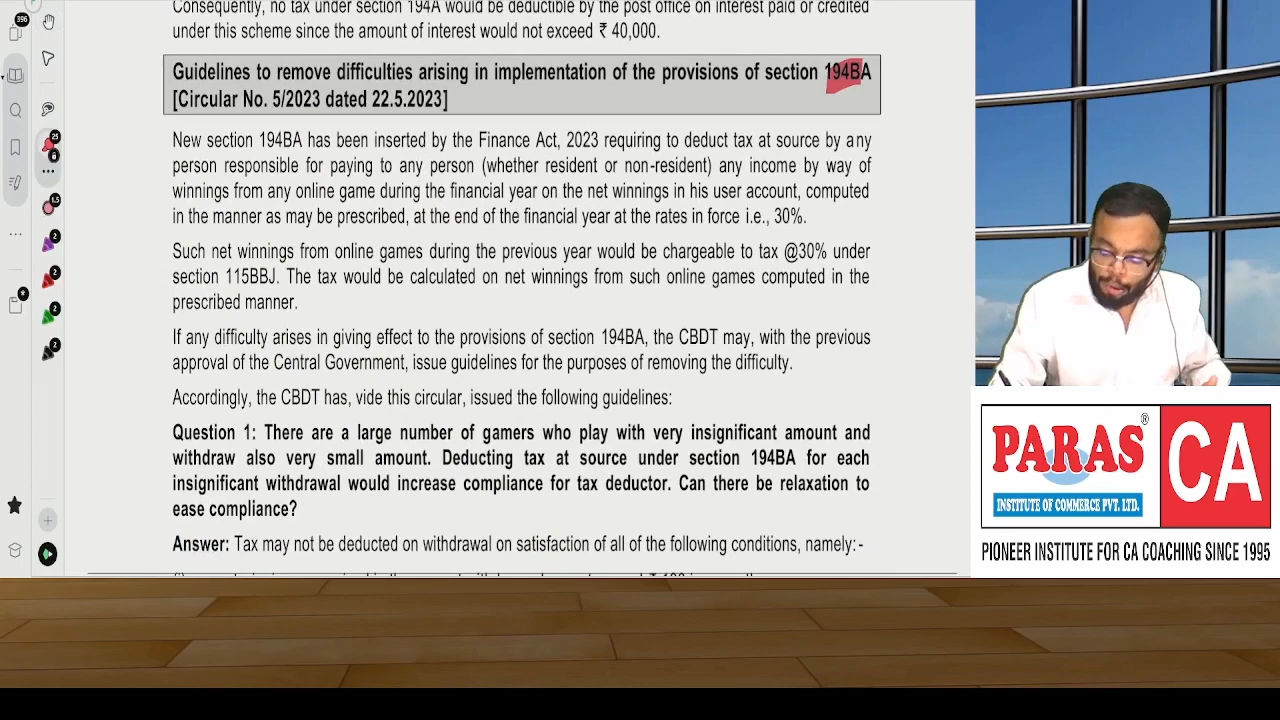 Consequently, no tax under section 194A would be deductible by the post office on interest paid or credited
under this scheme since the amount of interest would not exceed ₹ 40,000.
Guidelines to remove difficulties arising in implementation of the provisions of section 194BA
[Circular No. 5/2023 dated 22.5.2023]
New section 194BA has been inserted by the Finance Act, 2023 requiring to deduct tax at source by any
person responsible for paying to any person (whether resident or non-resident) any income by way of
winnings from any online game during the financial year on the net winnings in his user account, computed
in the manner as may be prescribed, at the end of the financial year at the rates in force i.e., 30%.
Such net winnings from online games during the previous year would be chargeable to tax @30% under
section 115BBJ. The tax would be calculated on net winnings from such online games computed in the
prescribed manner.
If any difficulty arises in giving effect to the provisions of section 194BA, the CBDT may, with the previous
approval of the Central Government, issue guidelines for the purposes of removing the difficulty.
Accordingly, the CBDT has, vide this circular, issued the following guidelines:
Question 1: There are a large number of gamers who play with very insignificant amount and
withdraw also very small amount. Deducting tax at source under section 194BA for each
insignificant withdrawal would increase compliance for tax deductor. Can there be relaxation to
ease compliance?
Answer: Tax may not be deducted on withdrawal on satisfaction of all of the following conditions, namely: -
396
25
1.5
2
2
2
2
PARAS ®
CA
INSTITUTE OF COMMERCE PVT. LTD.
PIONEER INSTITUTE FOR CA COACHING SINCE 1995